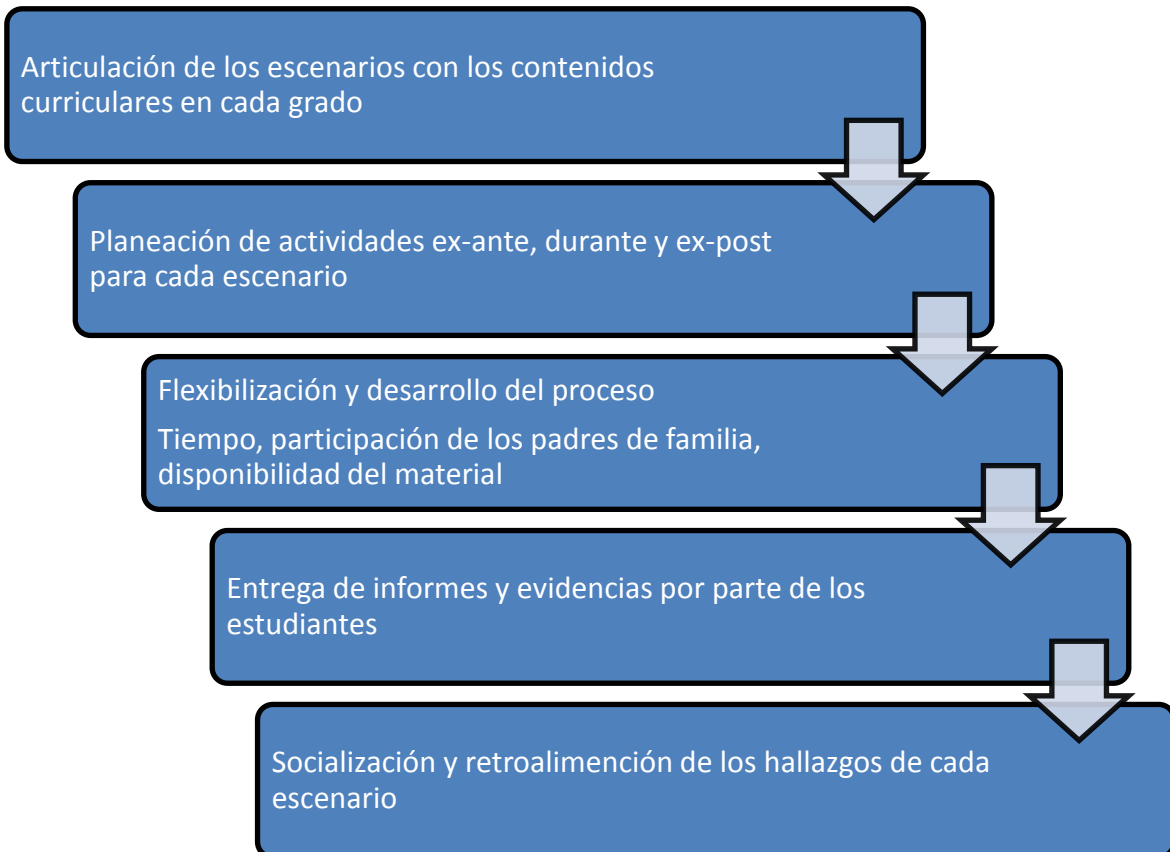 Articulación de los escenarios con los contenidos
curriculares en cada grado
Planeación de actividades ex-ante, durante y ex-post
para cada escenario
Flexibilización y desarrollo del proceso
Tiempo, participación de los padres de familia,
disponibilidad del material
Entrega de informes y evidencias por parte de los
estudiantes
Socialización y retroalimención de los hallazgos de cada
escenario